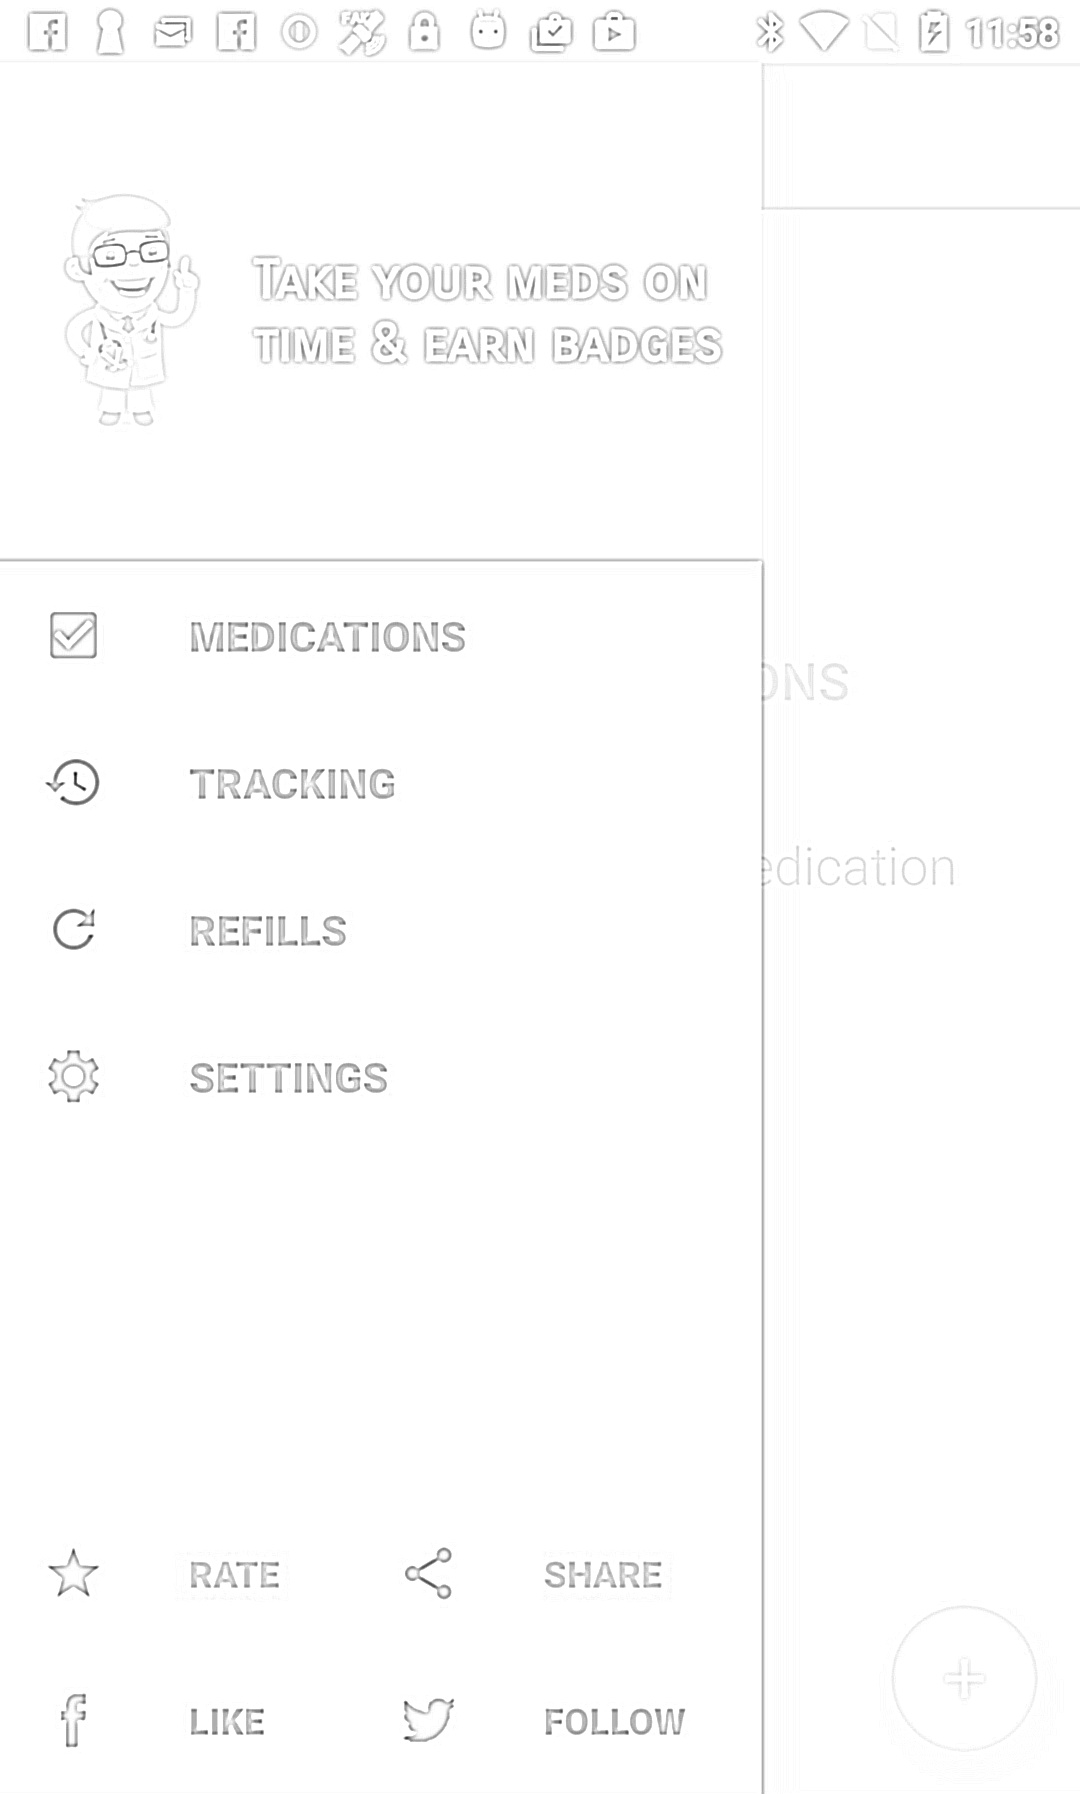 11:58
Take your meds on
time & earn badges
MEDICATIONS
ONS
TRACKING
edication
REFILLS
SETTINGS
RATE
SHARE
LIKE
FOLLOW